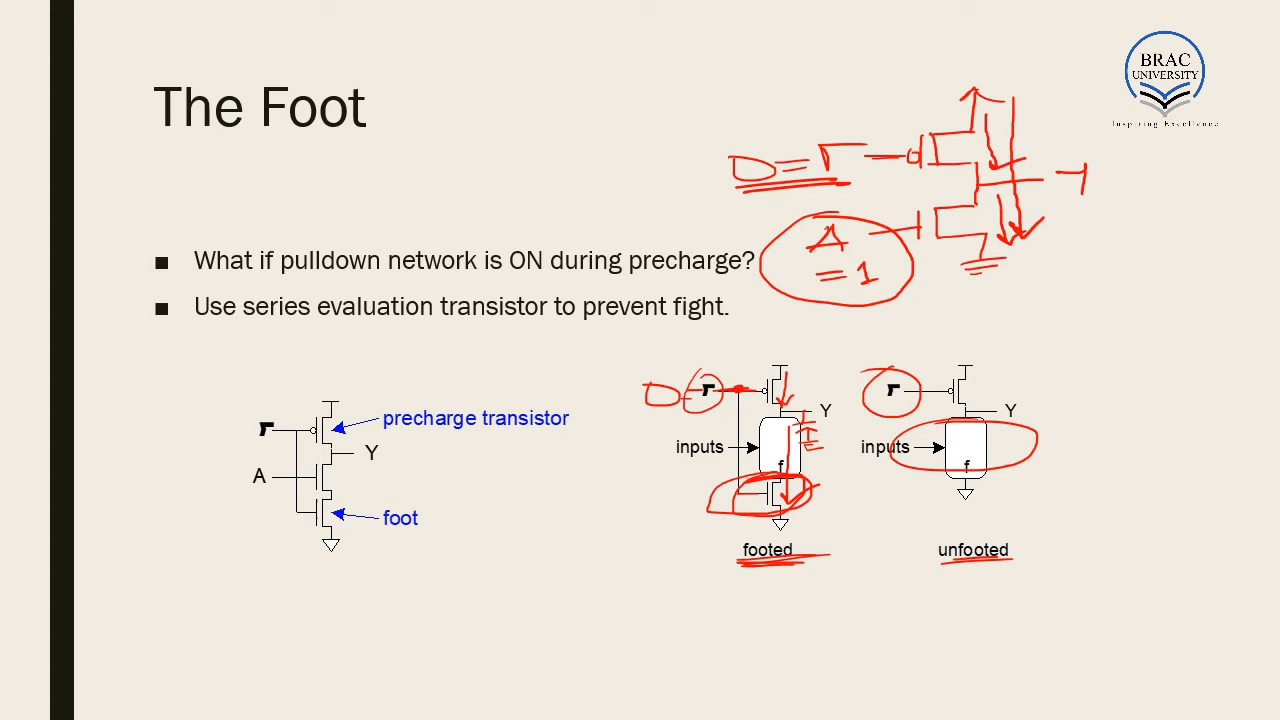 BRAC
UNIVERSITY
Inspiring Excellence
The Foot
A
= 1
■ What if pulldown network is ON during precharge?
■ Use series evaluation transistor to prevent fight.
precharge transistor
Y
A
foot
Y
inputs
f
footed
Y
inputs
f
unfooted